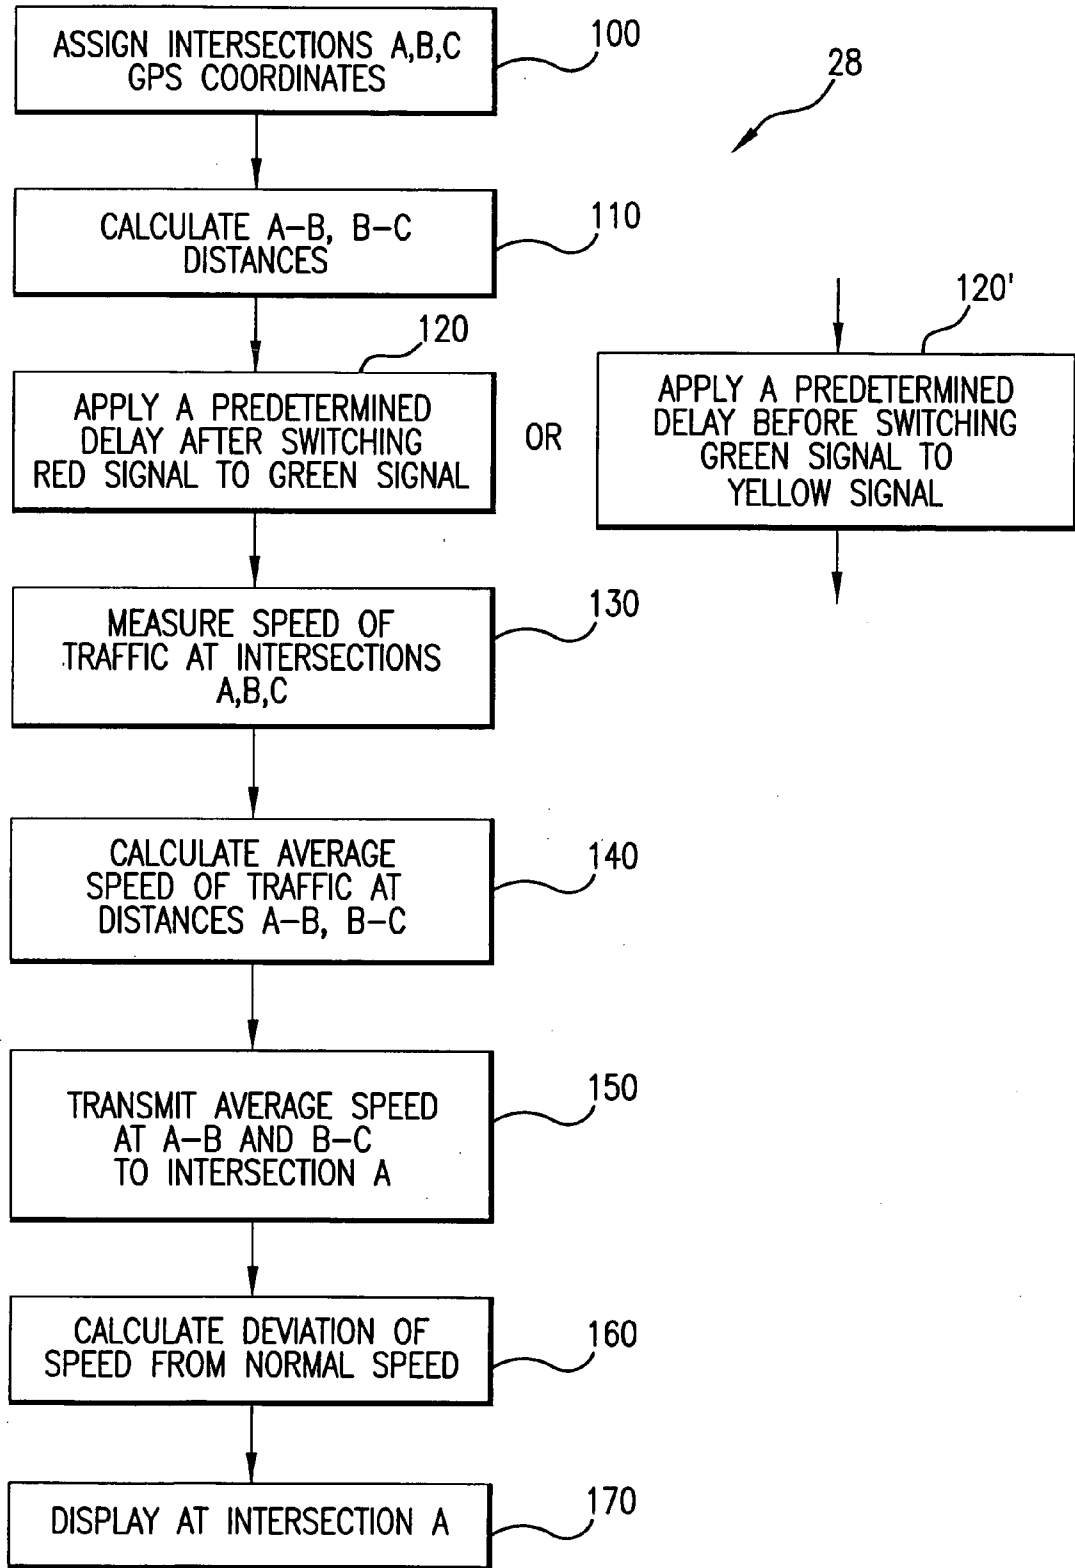 ASSIGN INTERSECTIONS A,B,C
GPS COORDINATES
100
28
CALCULATE A–B, B–C
DISTANCES
110
120
APPLY A PREDETERMINED
DELAY AFTER SWITCHING
RED SIGNAL TO GREEN SIGNAL
OR
120'
APPLY A PREDETERMINED
DELAY BEFORE SWITCHING
GREEN SIGNAL TO
YELLOW SIGNAL
MEASURE SPEED OF
TRAFFIC AT INTERSECTIONS
A,B,C
130
CALCULATE AVERAGE
SPEED OF TRAFFIC AT
DISTANCES A–B, B–C
140
TRANSMIT AVERAGE SPEED
AT A–B AND B–C
TO INTERSECTION A
150
CALCULATE DEVIATION OF
SPEED FROM NORMAL SPEED
160
DISPLAY AT INTERSECTION A
170